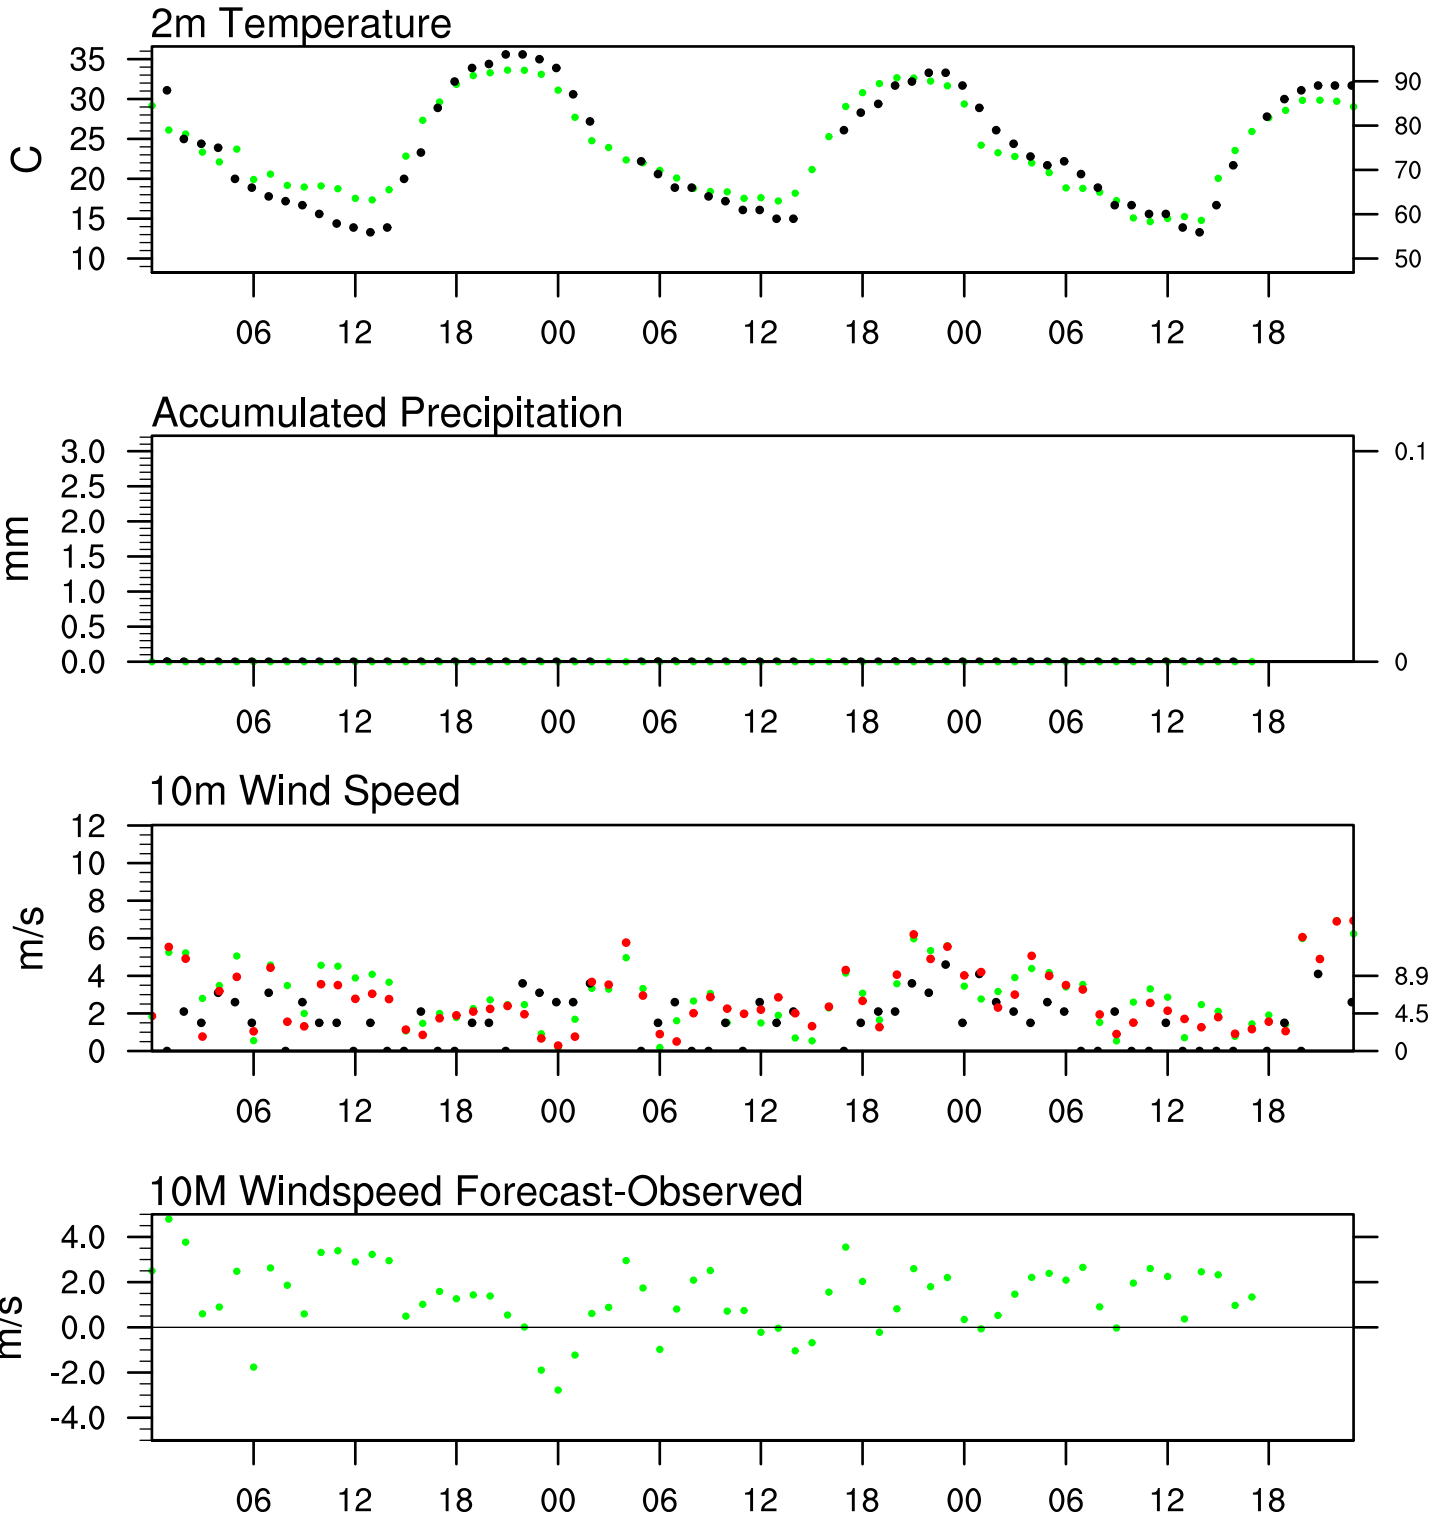 2m Temperature
35
30
25
20
15
10
C
90
80
70
60
50
06 12 18 00 06 12 18 00 06 12 18
Accumulated Precipitation
3.0
2.5
2.0
1.5
1.0
0.5
0.0
mm
0.1
0
06 12 18 00 06 12 18 00 06 12 18
10m Wind Speed
12
10
8
6
4
2
0
m/s
8.9
4.5
0
06 12 18 00 06 12 18 00 06 12 18
10M Windspeed Forecast-Observed
4.0
2.0
0.0
-2.0
-4.0
m/s
06 12 18 00 06 12 18 00 06 12 18